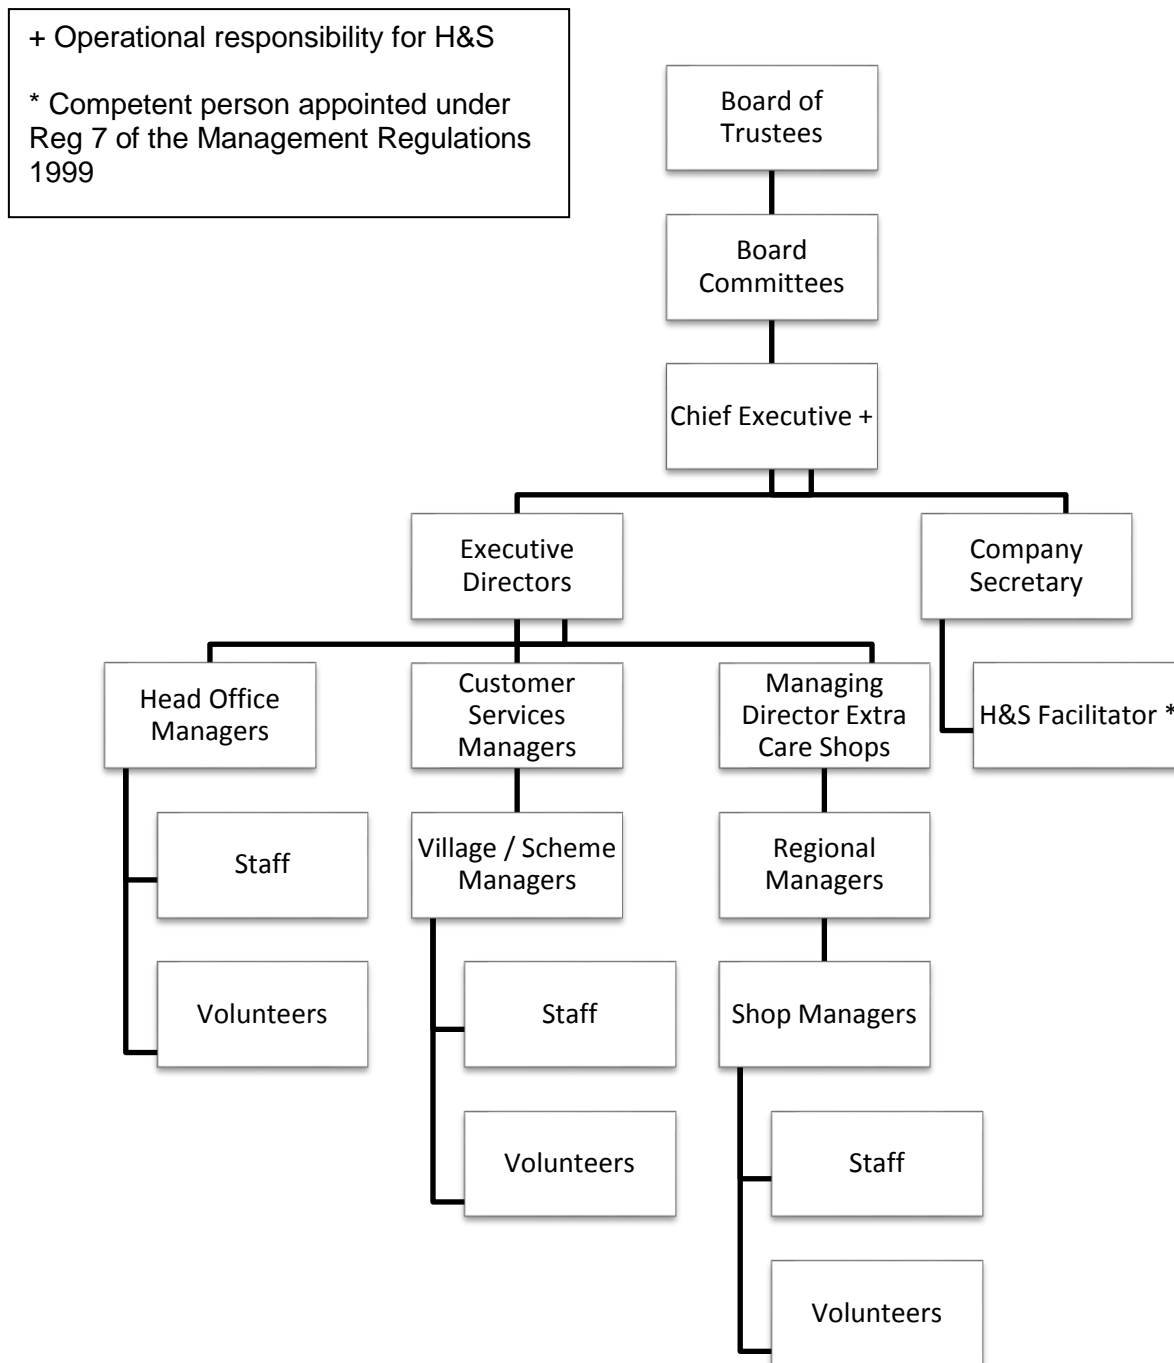 + Operational responsibility for H&S
* Competent person appointed under
Reg 7 of the Management Regulations
1999
Board of
Trustees
Board
Committees
Chief Executive +
Executive
Directors
Company
Secretary
Head Office
Managers
Customer
Services
Managers
Managing
Director Extra
Care Shops
H&S Facilitator *
Staff
Village / Scheme
Managers
Regional
Managers
Volunteers
Staff
Shop Managers
Volunteers
Staff
Volunteers